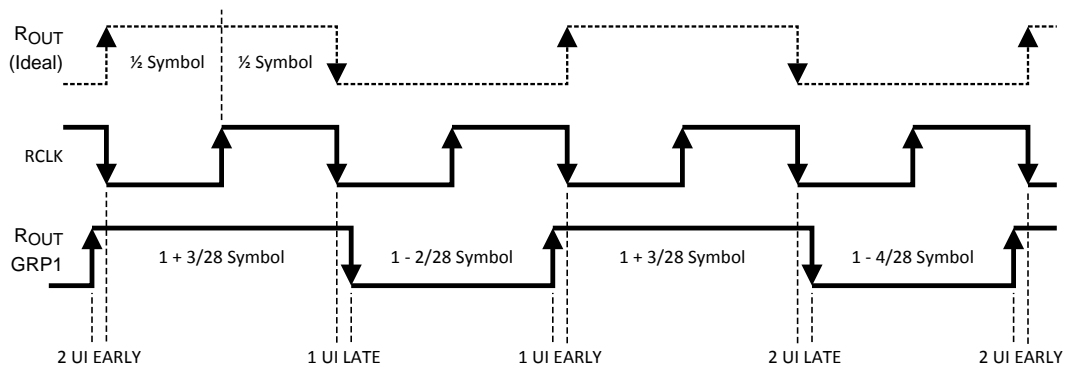 R_OUT
(Ideal)
½ Symbol
½ Symbol
RCLK
R_OUT
GRP1
1 + 3/28 Symbol
1 - 2/28 Symbol
1 + 3/28 Symbol
1 - 4/28 Symbol
2 UI EARLY
1 UI LATE
1 UI EARLY
2 UI LATE
2 UI EARLY